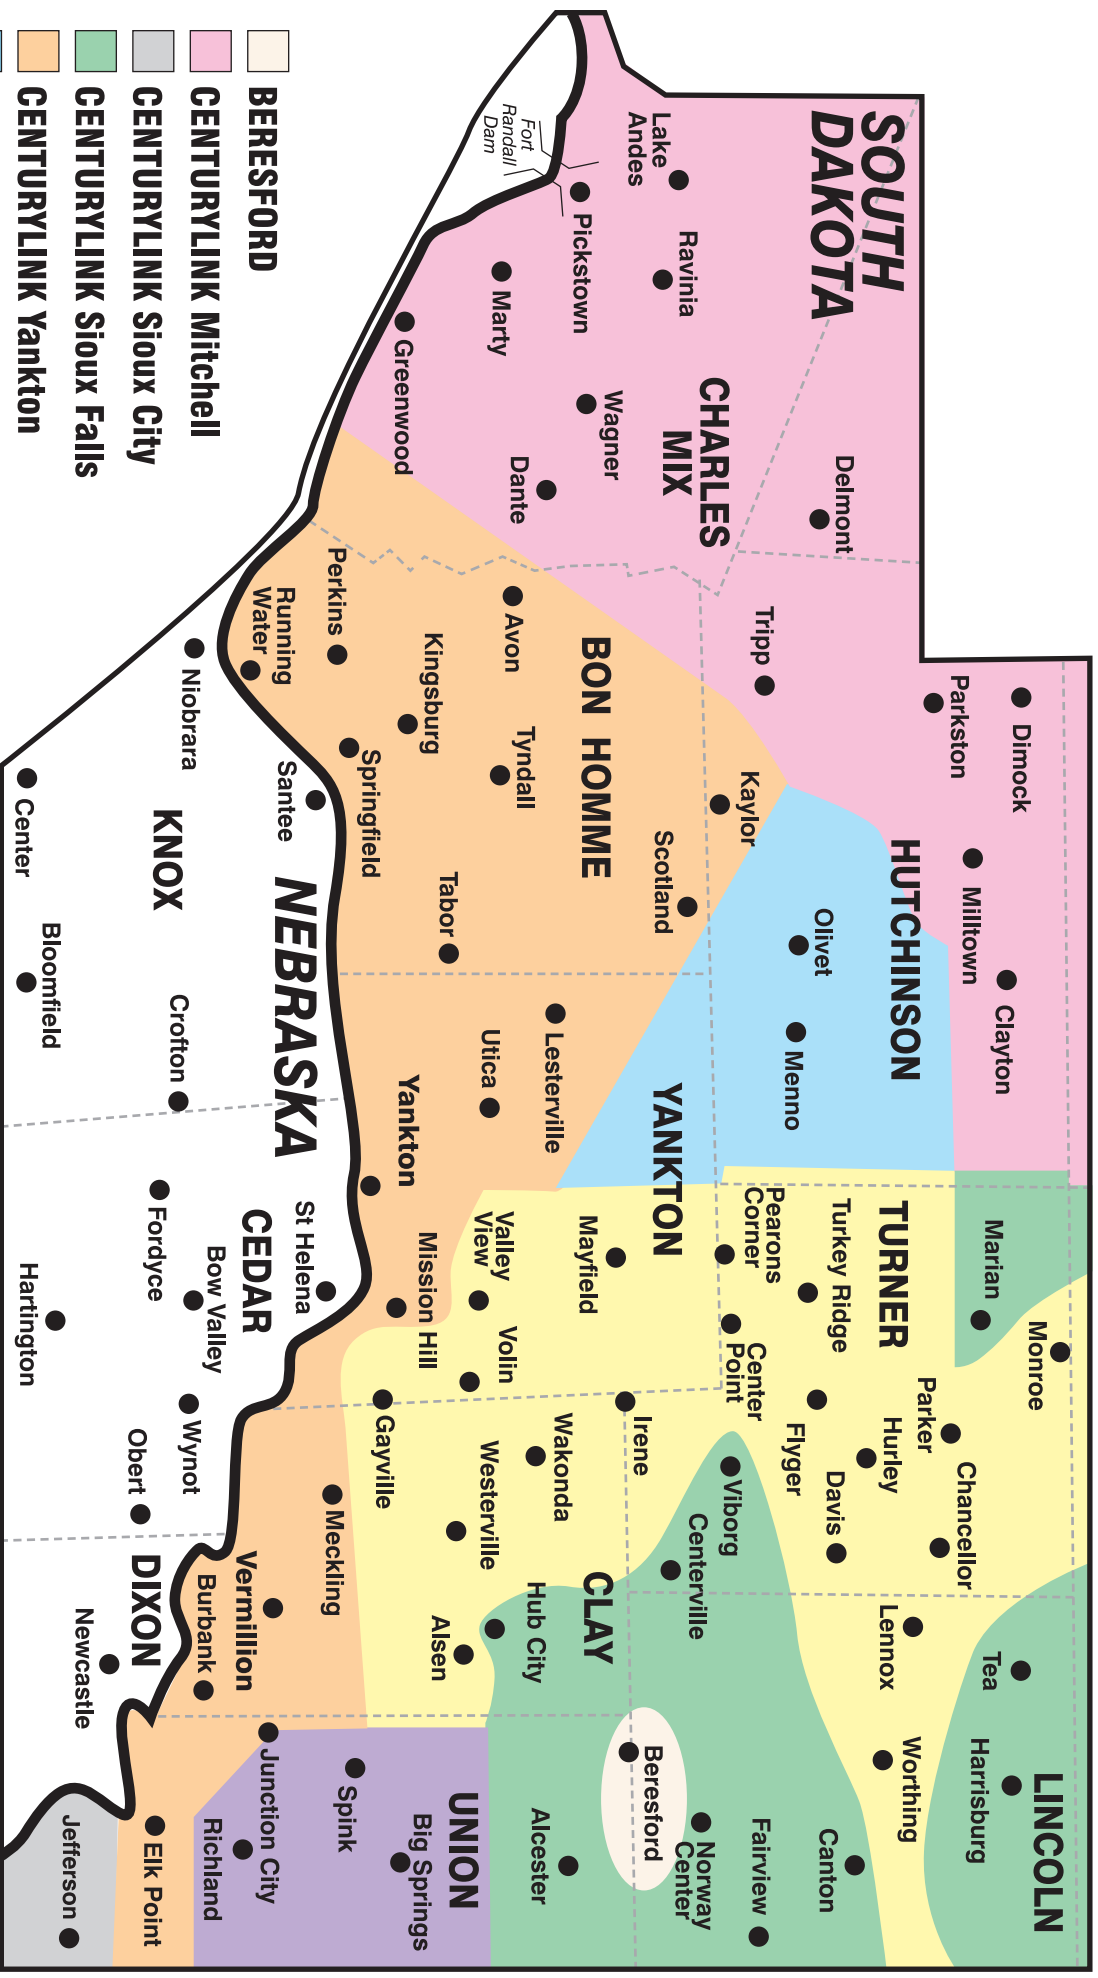 SOUTH
DAKOTA
Lake
Andes
Ravinia
Pickstown
Fort
Randall
Dam
Marty
Greenwood
Wagner
Dante
CHARLES
MIX
Delmont
Tripp
Parkston
Dimock
Milltown
Clayton
HUTCHINSON
Kaylor
Olivet
Menno
Scotland
BON HOMME
Avon
Tyndall
Kingsburg
Perkins
Running
Water
Springfield
Tabor
Niobrara
Santee
Center
KNOX
Bloomfield
Crofton
NEBRASKA
Lesterville
Utica
Yankton
YANKTON
Mayfield
Valley
View
Mission Hill
Volin
Gayville
St Helena
CEDAR
Fordyce
Bow Valley
Hartington
Wynot
Obert
DIXON
Newcastle
TURNER
Marian
Monroe
Pearons
Corner
Turkey Ridge
Center
Point
Parker
Hurley
Flyger
Davis
Chancellor
Irene
Viborg
Centerville
Wakonda
Westerville
CLAY
Hub City
Alsen
Meckling
Vermillion
Burbank
LINCOLN
Lennox
Tea
Harrisburg
Worthing
Canton
Fairview
Norway
Center
Beresford
Alcester
UNION
Big Springs
Spink
Junction City
Richland
Elk Point
Jefferson
BERESFORD
CENTURYLINK Mitchell
CENTURYLINK Sioux City
CENTURYLINK Sioux Falls
CENTURYLINK Yankton